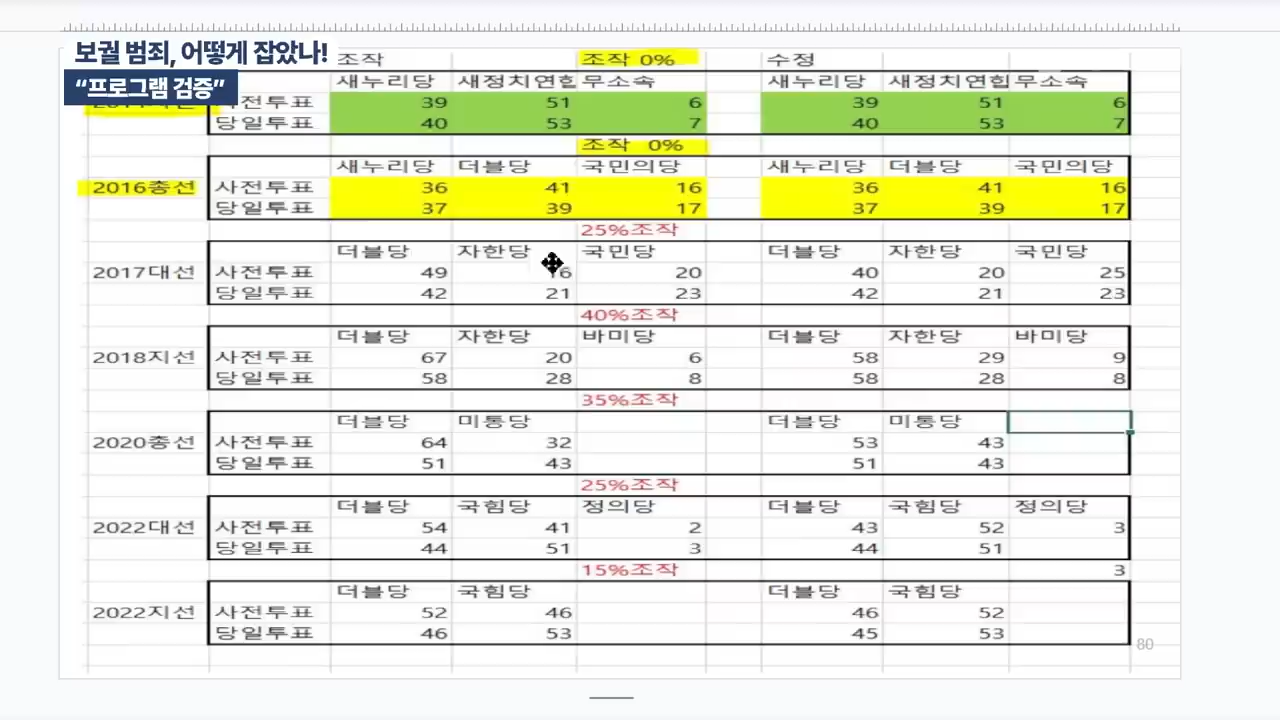 보궐 범죄, 어떻게 잡았나!
“프로그램 검증”
조작 조작 0% 수정
새누리당 새정치연힙 무소속 새누리당 새정치연힙 무소속
사전투표 39 51 6 39 51 6
당일투표 40 53 7 40 53 7
조작 0%
새누리당 더블당 국민의당 새누리당 더블당 국민의당
2016총선 사전투표 36 41 16 36 41 16
당일투표 37 39 17 37 39 17
25%조작
더블당 자한당 국민당 더블당 자한당 국민당
2017대선 사전투표 49 16 20 40 20 25
당일투표 42 21 23 42 21 23
40%조작
더블당 자한당 바미당 더블당 자한당 바미당
2018지선 사전투표 67 20 6 58 29 9
당일투표 58 28 8 58 28 8
35%조작
더블당 미통당 더블당 미통당
2020총선 사전투표 64 32 53 43
당일투표 51 43 51 43
25%조작
더블당 국힘당 정의당 더블당 국힘당 정의당
2022대선 사전투표 54 41 2 43 52 3
당일투표 44 51 3 44 51
15%조작 3
더블당 국힘당 더블당 국힘당
2022지선 사전투표 52 46 46 52
당일투표 46 53 45 53
80